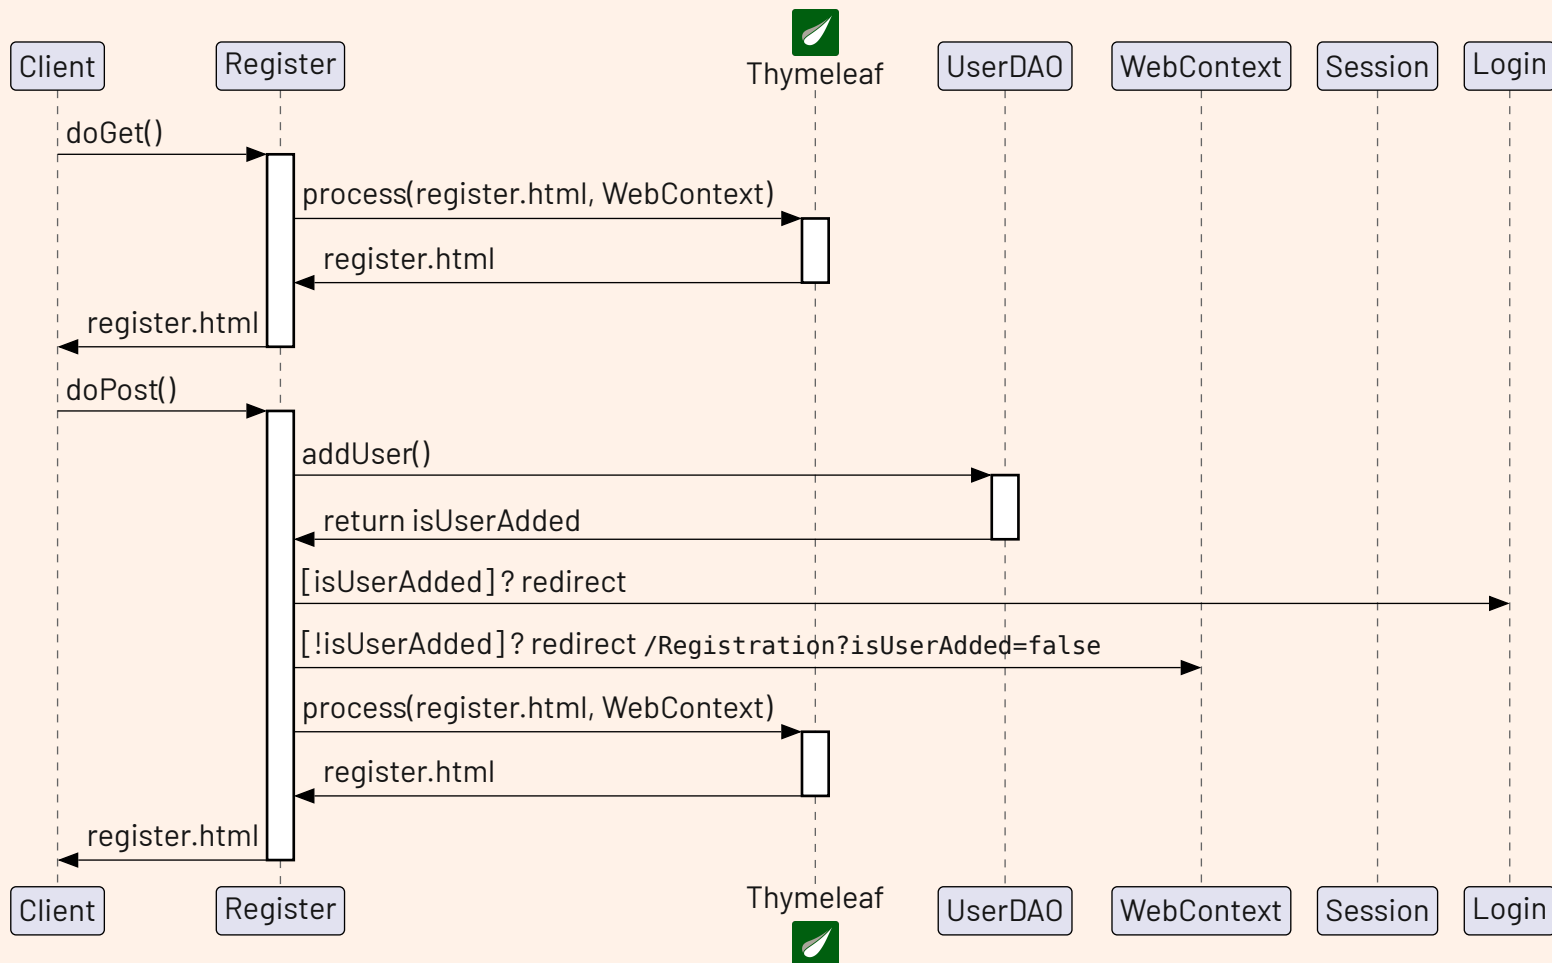 Client
Register
Thymeleaf
UserDAO
WebContext
Session
Login
doGet()
process(register.html, WebContext)
register.html
register.html
doPost()
addUser()
return isUserAdded
[isUserAdded]? redirect
[!isUserAdded]? redirect /Registration?isUserAdded=false
process(register.html, WebContext)
register.html
register.html
Client
Register
Thymeleaf
UserDAO
WebContext
Session
Login